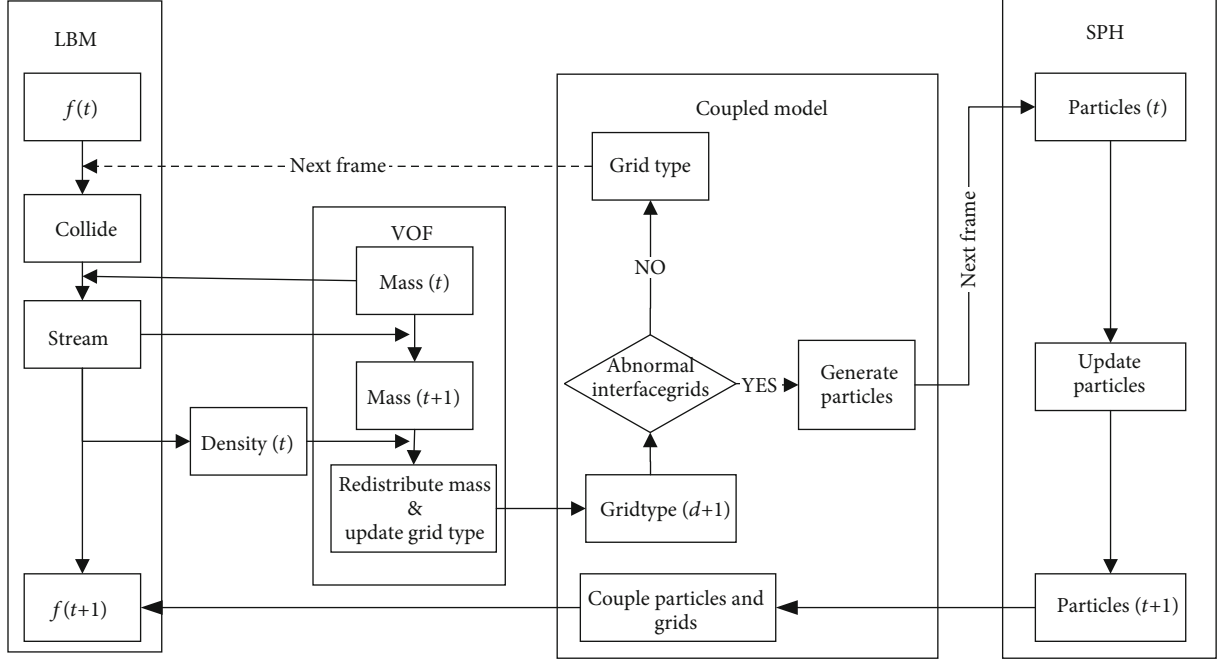 LBM
f(t)
Collide
Stream
f(t+1)
Density (t)
Next frame
VOF
Mass (t)
Mass (t+1)
Redistribute mass
&
update grid type
Coupled model
Grid type
NO
Abnormal
interfacegrids
YES
Generate
particles
Gridtype (d+1)
Couple particles and
grids
Next frame
SPH
Particles (t)
Update
particles
Particles (t+1)